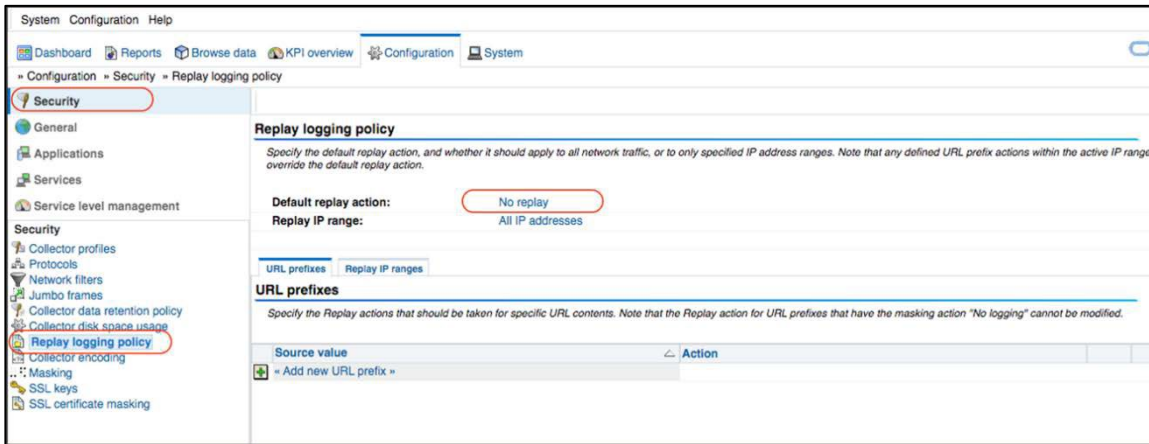 System Configuration Help
Dashboard Reports Browse data KPI overview Configuration System
» Configuration » Security » Replay logging policy
Security
General
Applications
Services
Service level management
Security
Collector profiles
Protocols
Network filters
Jumbo frames
Collector data retention policy
Collector disk space usage
Replay logging policy
Collector encoding
Masking
SSL keys
SSL certificate masking
Replay logging policy
Specify the default replay action, and whether it should apply to all network traffic, or to only specified IP address ranges. Note that any defined URL prefix actions within the active IP range
override the default replay action.
Default replay action: No replay
Replay IP range: All IP addresses
URL prefixes Replay IP ranges
URL prefixes
Specify the Replay actions that should be taken for specific URL contents. Note that the Replay action for URL prefixes that have the masking action "No logging" cannot be modified.
Source value Action
« Add new URL prefix »